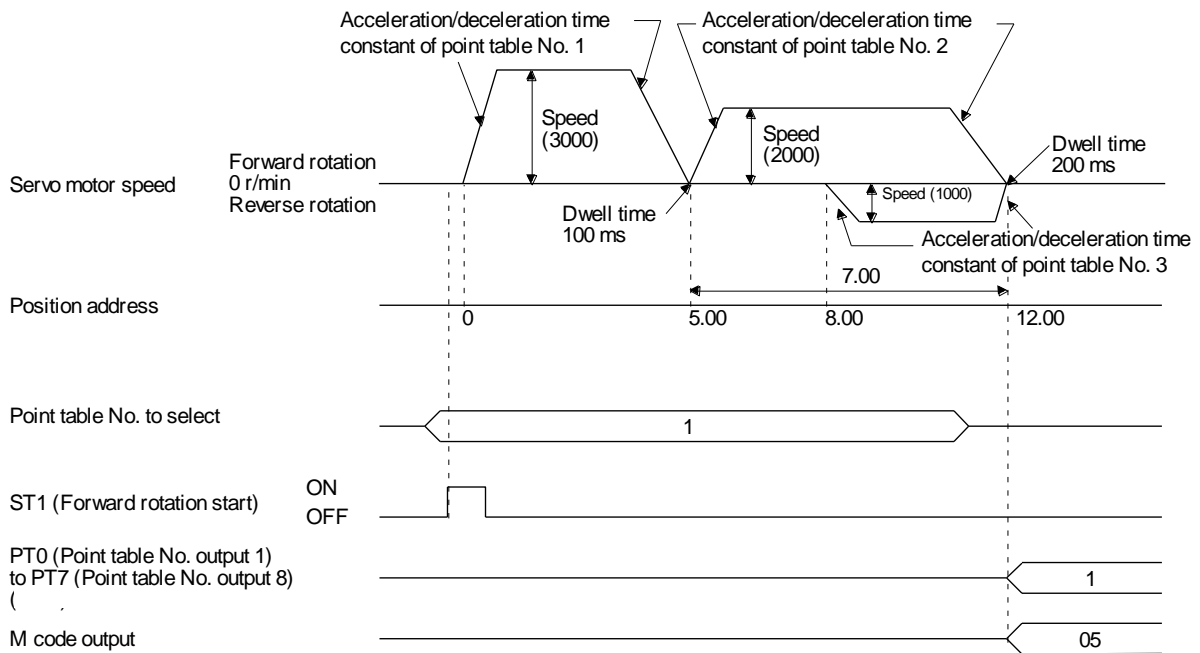 Acceleration/deceleration time
constant of point table No. 1
Acceleration/deceleration time
constant of point table No. 2
Speed
(3000)
Speed
(2000)
Dwell time
200 ms
Servo motor speed
Forward rotation
0 r/min
Reverse rotation
Speed (1000)
Dwell time
100 ms
Acceleration/deceleration time
constant of point table No. 3
7.00
Position address
0
5.00
8.00
12.00
Point table No. to select
1
ST1 (Forward rotation start)
ON
OFF
PT0 (Point table No. output 1)
to PT7 (Point table No. output 8)
(
1
M code output
05